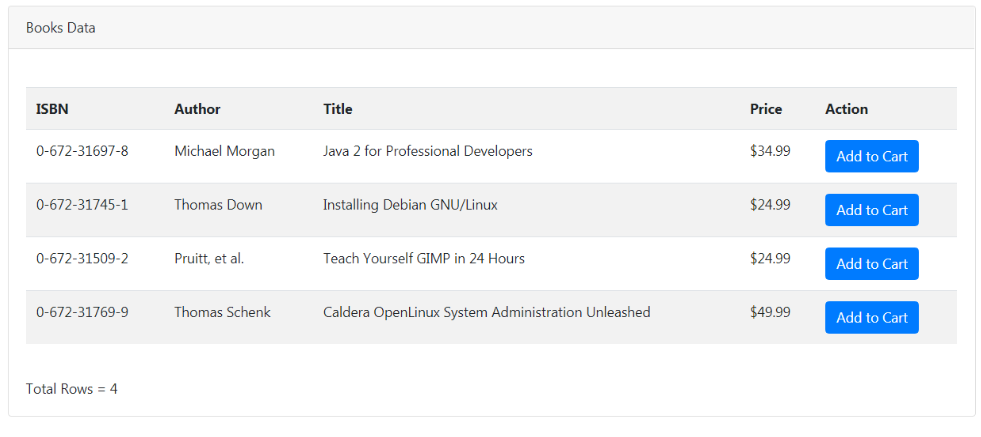 Books Data
ISBN Author Title Price Action
0-672-31697-8 Michael Morgan Java 2 for Professional Developers $34.99 Add to Cart
0-672-31745-1 Thomas Down Installing Debian GNU/Linux $24.99 Add to Cart
0-672-31509-2 Pruitt, et al. Teach Yourself GIMP in 24 Hours $24.99 Add to Cart
0-672-31769-9 Thomas Schenk Caldera OpenLinux System Administration Unleashed $49.99 Add to Cart
Total Rows = 4